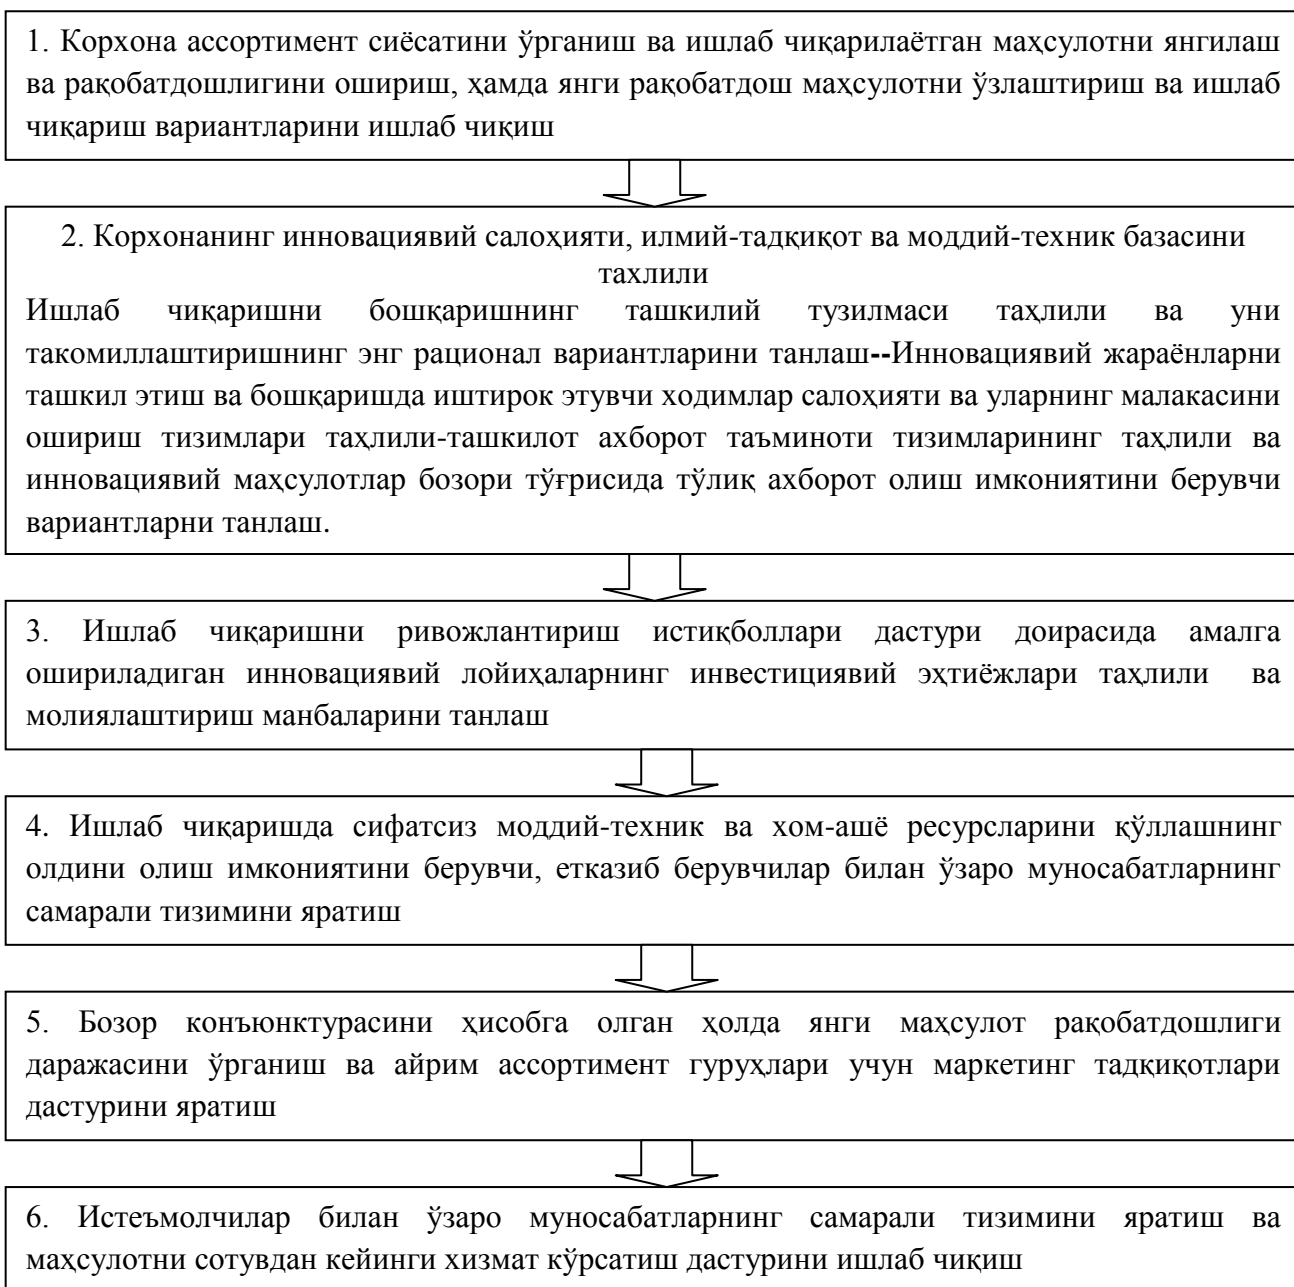 1. Корхона ассортимент сиёсатини ўрганиш ва ишлаб чиқарилаётган маҳсулотни янгилаш
ва рақобатдошлигини ошириш, ҳамда янги рақобатдош маҳсулотни ўзлаштириш ва ишлаб
чиқариш вариантларини ишлаб чиқиш
2. Корхонанинг инновациявий салоҳияти, илмий-тадқиқот ва моддий-техник базасини
тахлили
Ишлаб чиқаришни бошқаришнинг ташкилий тузилмаси таҳлили ва уни
такомиллаштиришнинг энг рационал вариантларини танлаш--Инновациявий жараёнларни
ташкил этиш ва бошқаришда иштирок этувчи ходимлар салоҳияти ва уларнинг малакасини
ошириш тизимлари таҳлили-ташкилот ахборот таъминоти тизимларининг таҳлили ва
инновациявий маҳсулотлар бозори тўғрисида тўлиқ ахборот олиш имкониятини берувчи
вариантларни танлаш.
3. Ишлаб чиқаришни ривожлантириш истиқболлари дастури доирасида амалга
ошириладиган инновациявий лойиҳаларнинг инвестициявий эҳтиёжлари таҳлили ва
молиялаштириш манбаларини танлаш
4. Ишлаб чиқаришда сифатсиз моддий-техник ва хом-ашё ресурсларини қўллашнинг
олдини олиш имкониятини берувчи, етказиб берувчилар билан ўзаро муносабатларнинг
самарали тизимини яратиш
5. Бозор конъюнктурасини ҳисобга олган ҳолда янги маҳсулот рақобатдошлиги
даражасини ўрганиш ва айрим ассортимент гуруҳлари учун маркетинг тадқиқотлари
дастурини яратиш
6. Истеъмолчилар билан ўзаро муносабатларнинг самарали тизимини яратиш ва
маҳсулотни сотувдан кейинги хизмат кўрсатиш дастурини ишлаб чиқиш